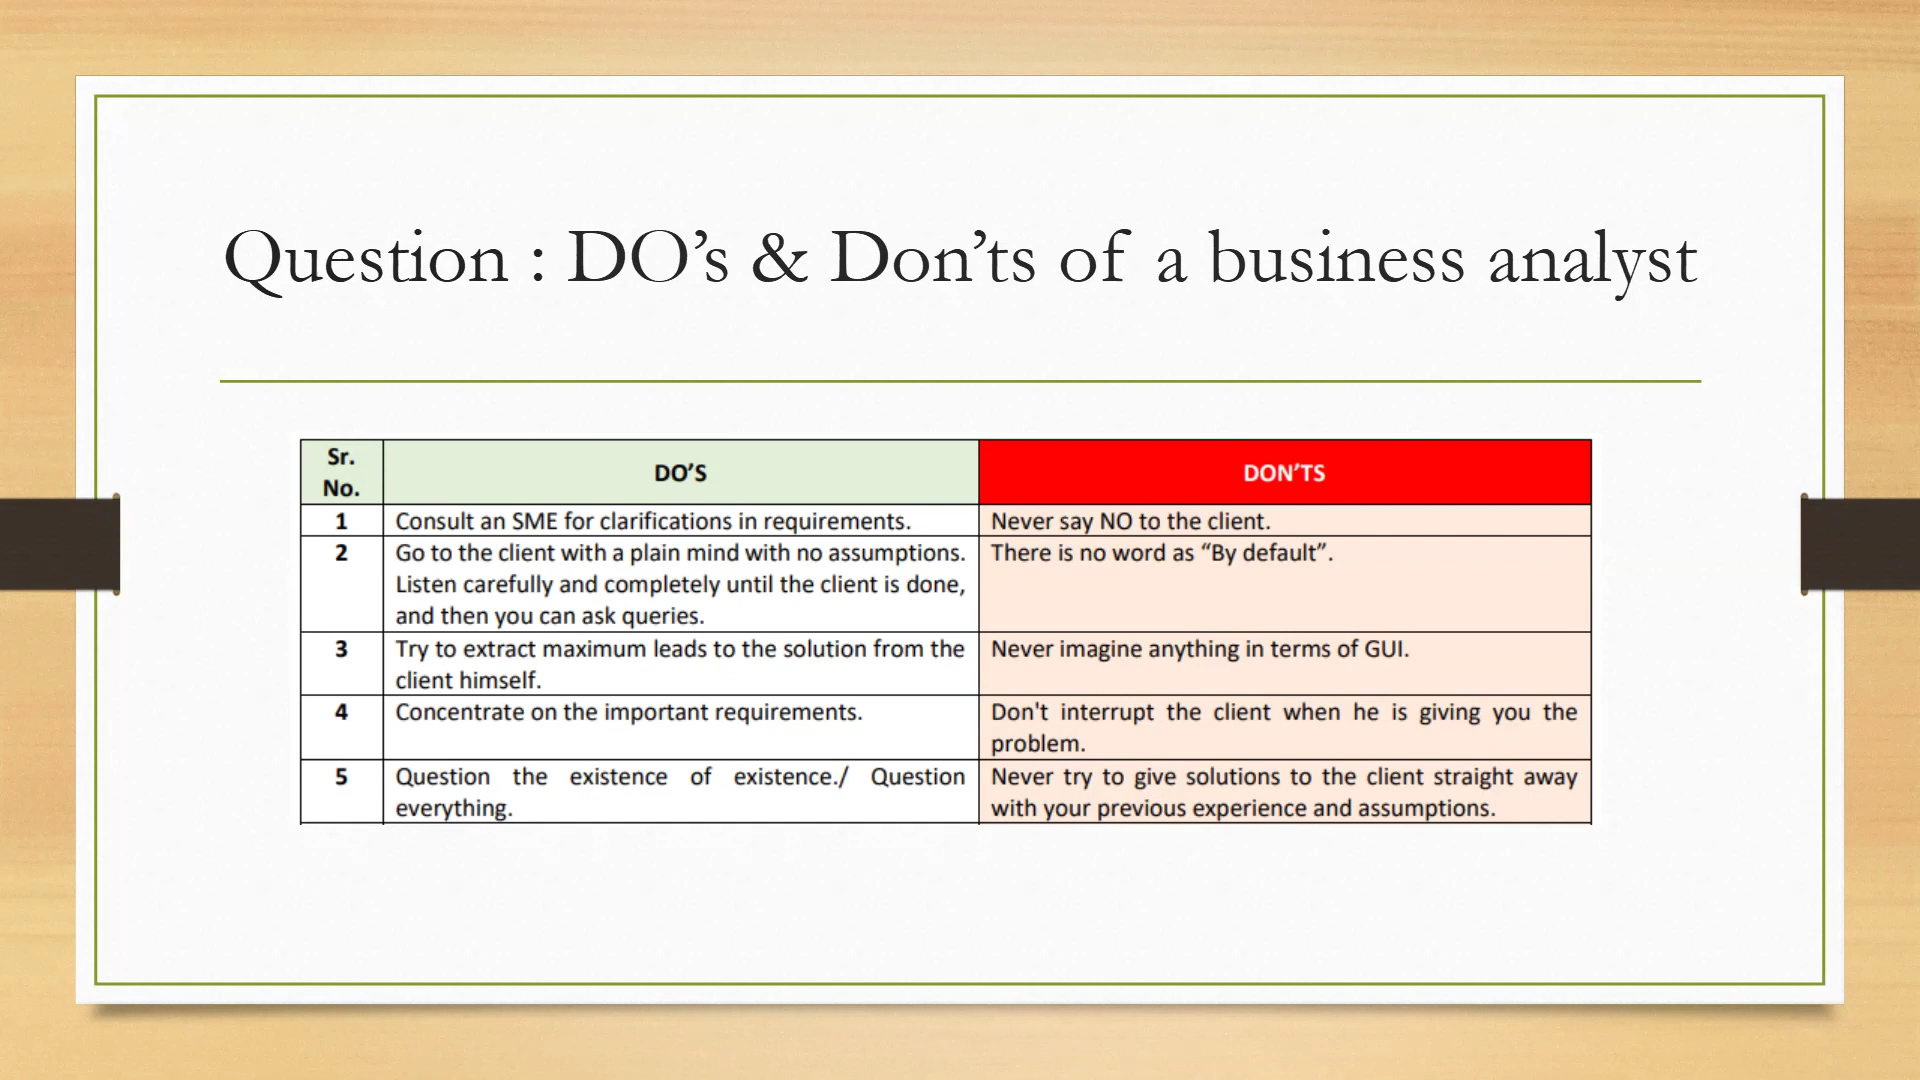 Question : DO’s & Don’ts of a business analyst
Sr. No. DO’S DON’TS
1 Consult an SME for clarifications in requirements. Never say NO to the client.
2 Go to the client with a plain mind with no assumptions. There is no word as “By default”.
Listen carefully and completely until the client is done,
and then you can ask queries.
3 Try to extract maximum leads to the solution from the Never imagine anything in terms of GUI.
client himself.
4 Concentrate on the important requirements. Don't interrupt the client when he is giving you the
problem.
5 Question the existence of existence./ Question Never try to give solutions to the client straight away
everything. with your previous experience and assumptions.